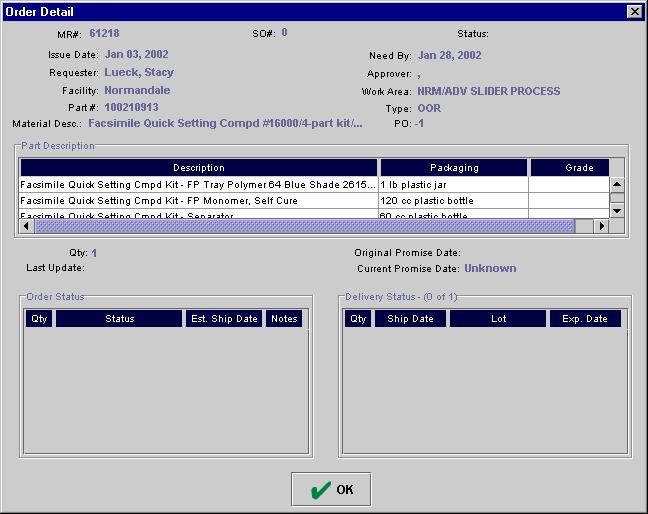 Order Detail
MR#: 61218 SO#: 0 Status:
Issue Date: Jan 03, 2002 Need By: Jan 28, 2002
Requester: Lueck, Stacy Approver: ,
Facility: Normandale Work Area: NRM/ADV SLIDER PROCESS
Part #: 100210913 Type: OOR
Material Desc.: Facsimile Quick Setting Compd #16000/4-part kit/... PO: -1
Part Description
Description Packaging Grade
Facsimile Quick Setting Cmpd Kit - FP Tray Polymer 64 Blue Shade 2615... 1 lb plastic jar
Facsimile Quick Setting Cmpd Kit - FP Monomer, Self Cure 120 cc plastic bottle
Facsimile Quick Setting Cmpd Kit - Separator 60 cc plastic bottle
Qty: 1 Original Promise Date:
Last Update: Current Promise Date: Unknown
Order Status Delivery Status - (0 of 1)
Qty Status Est. Ship Date Notes Qty Ship Date Lot Exp. Date
OK